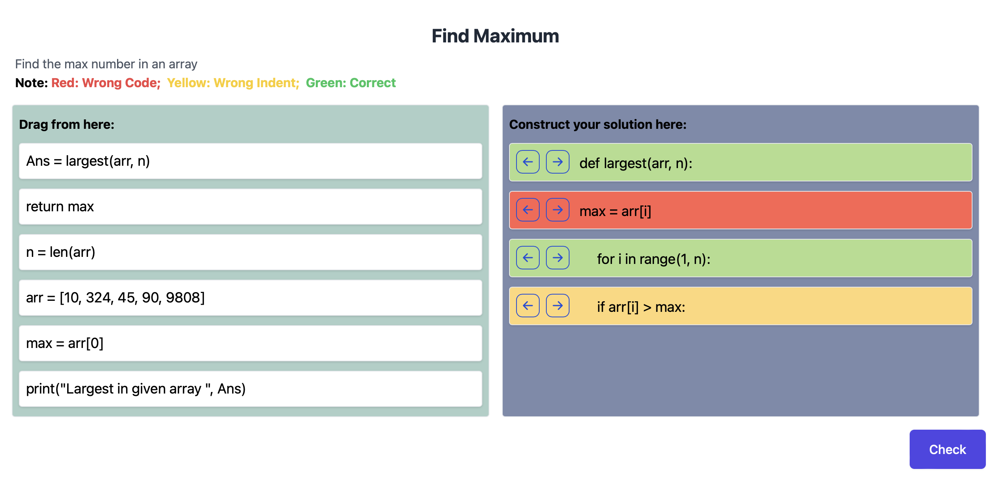 Find Maximum
Find the max number in an array
Note: Red: Wrong Code; Yellow: Wrong Indent; Green: Correct
Drag from here:
Ans = largest(arr, n)
return max
n = len(arr)
arr = [10, 324, 45, 90, 9808]
max = arr[0]
print("Largest in given array ", Ans)
Construct your solution here:
def largest(arr, n):
max = arr[i]
for i in range(1, n):
if arr[i] > max:
Check